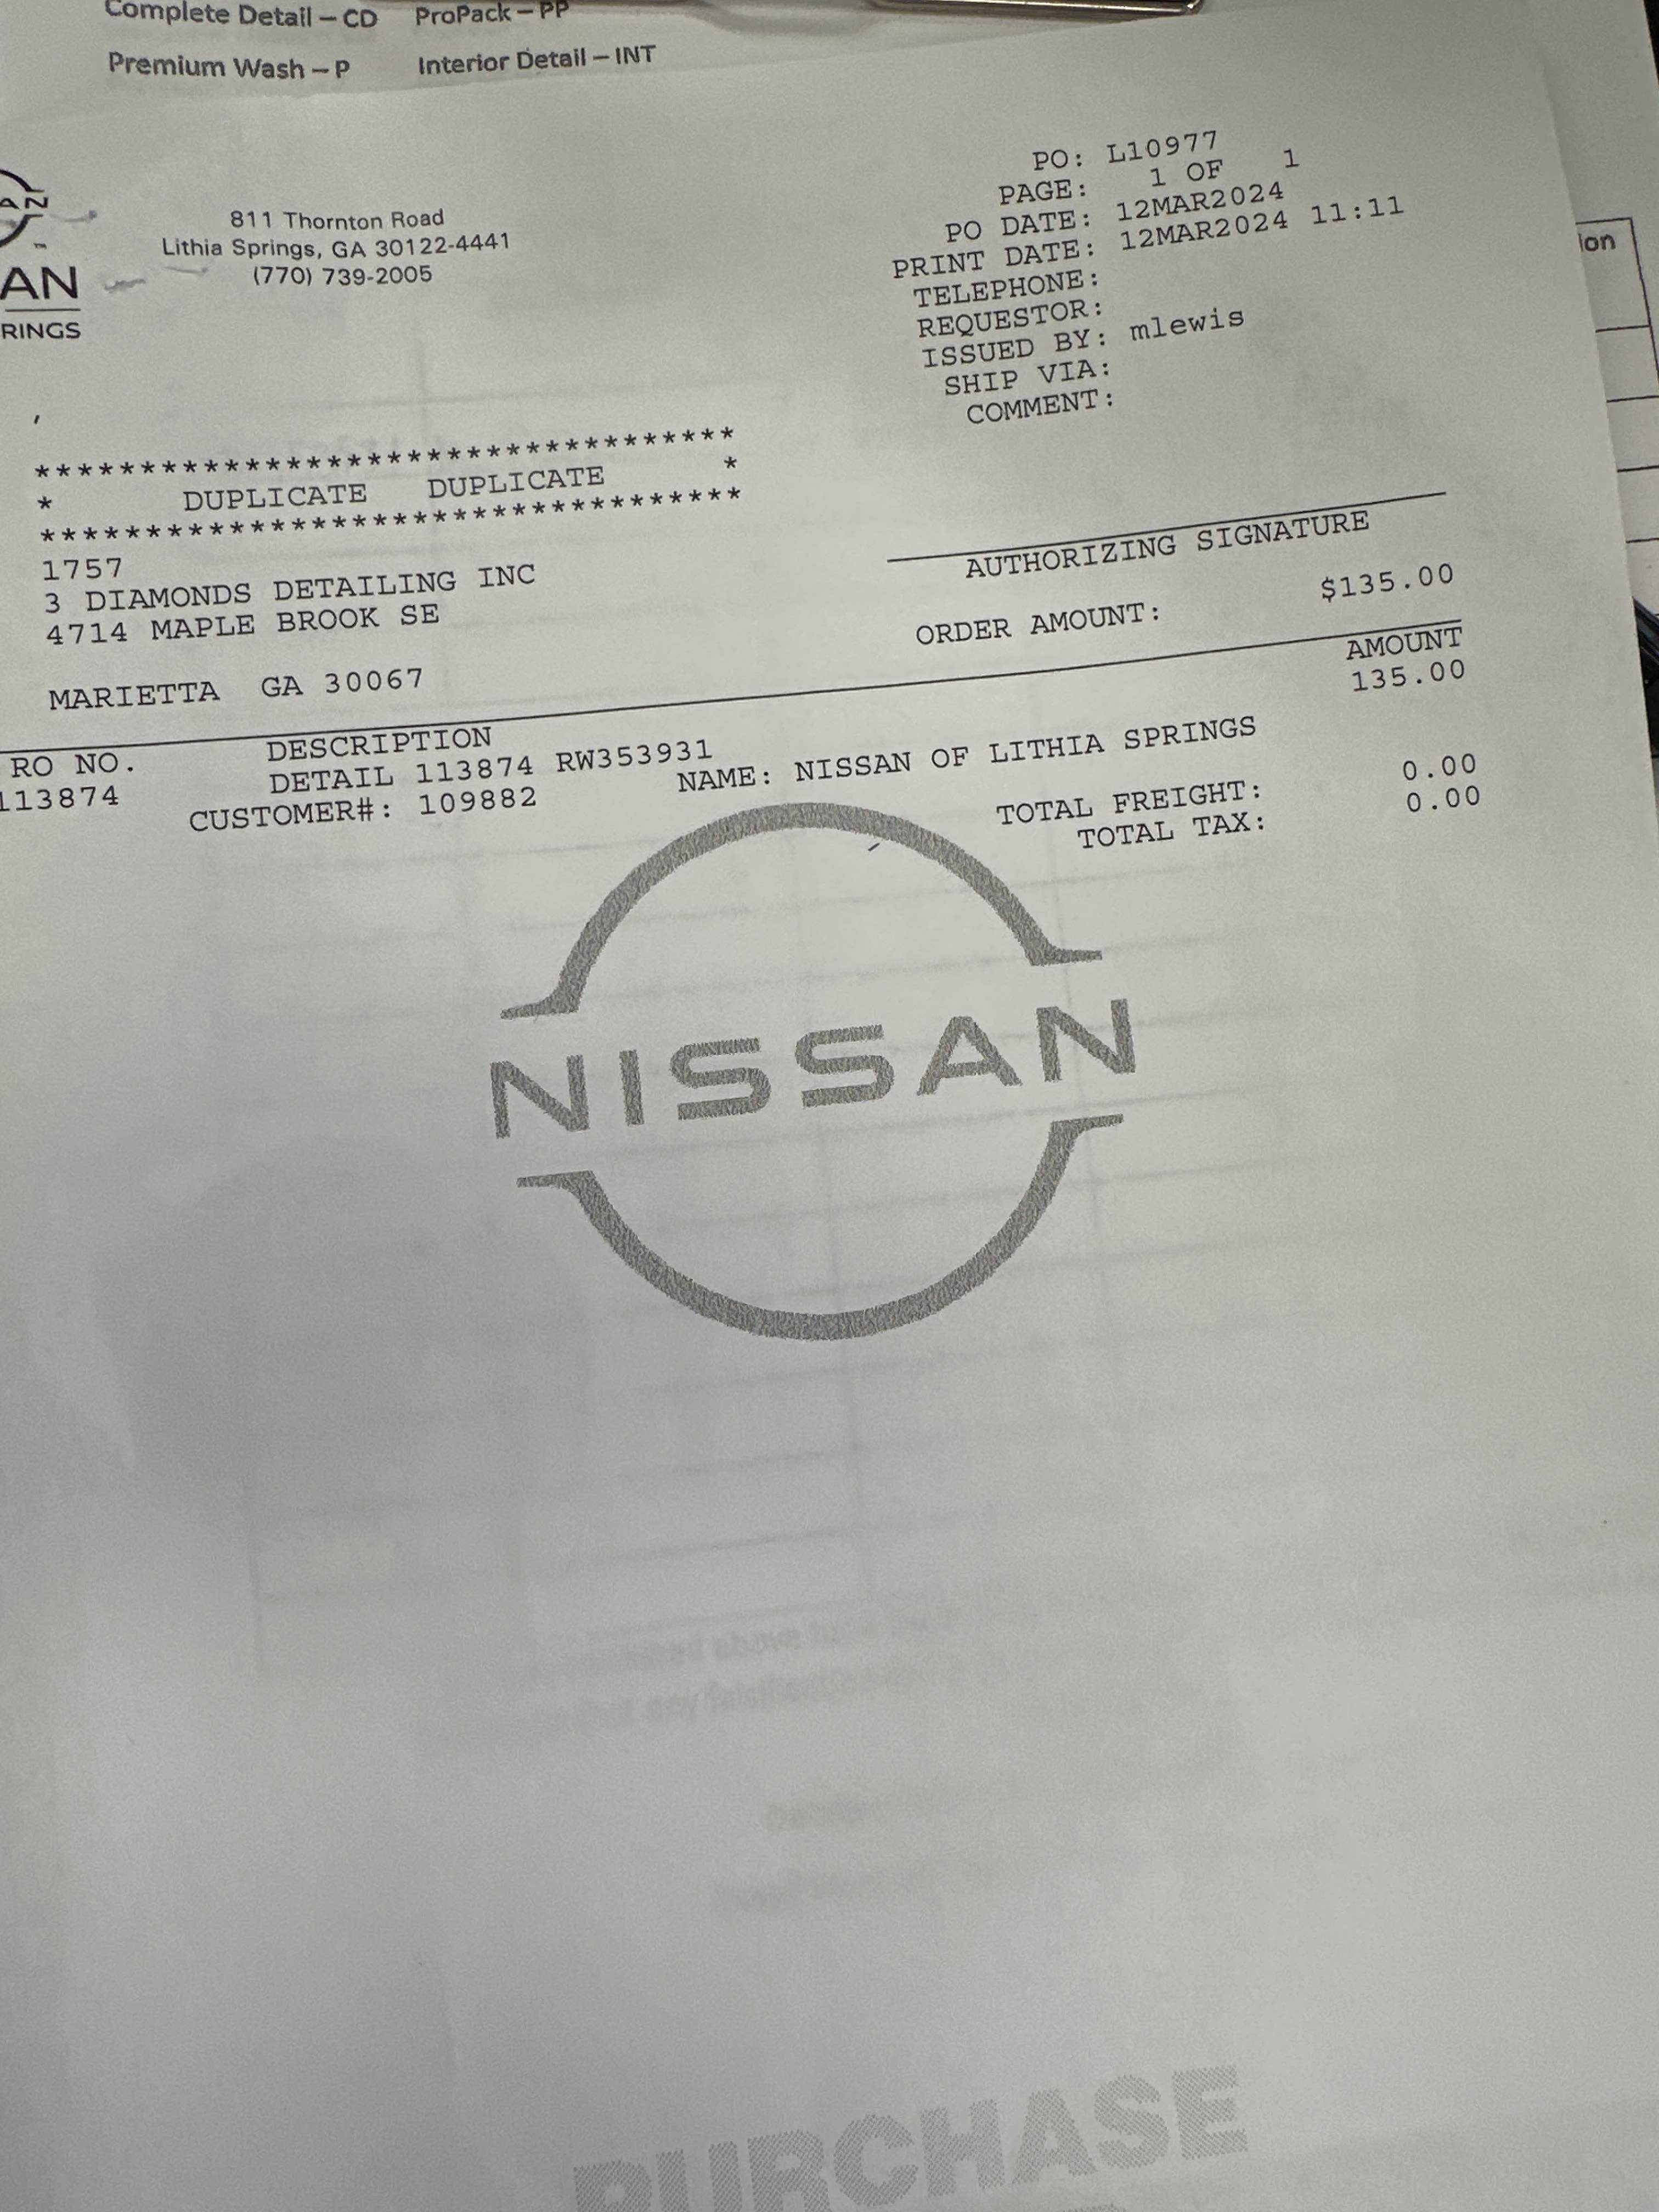 Complete Detail – CD ProPack – PP
Premium Wash – P Interior Detail – INT
AN
AN
RINGS
811 Thornton Road
Lithia Springs, GA 30122-4441
(770) 739-2005
PO: L10977
PAGE: 1 OF 1
PO DATE: 12MAR2024
PRINT DATE: 12MAR2024 11:11
TELEPHONE:
REQUESTOR:
ISSUED BY: mlewis
SHIP VIA:
COMMENT:
ion
,
**********************************
* DUPLICATE DUPLICATE *
**********************************
1757
3 DIAMONDS DETAILING INC
4714 MAPLE BROOK SE
MARIETTA GA 30067
AUTHORIZING SIGNATURE
ORDER AMOUNT: $135.00
RO NO. DESCRIPTION AMOUNT
113874 DETAIL 113874 RW353931 135.00
CUSTOMER#: 109882 NAME: NISSAN OF LITHIA SPRINGS
TOTAL FREIGHT: 0.00
TOTAL TAX: 0.00
NISSAN
PURCHASE